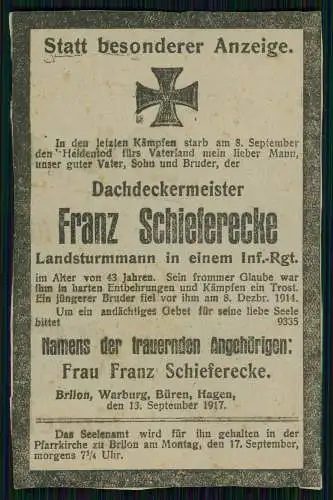 Statt besonderer Anzeige.
In den letzten Kämpfen starb am 8. September
den Heldentod fürs Vaterland mein lieber Mann,
unser guter Vater, Sohn und Bruder, der
Dachdeckermeister
Franz Schieferecke
Landsturmmann in einem Inf.-Rgt.
im Alter von 43 Jahren. Sein frommer Glaube war
ihm in harten Entbehrungen und Kämpfen ein Trost.
Ein jüngerer Bruder fiel vor ihm am 8. Dezbr. 1914.
Um ein andächtiges Gebet für seine liebe Seele
bittet 9335
Namens der trauernden Angehörigen:
Frau Franz Schieferecke.
Brilon, Warburg, Büren, Hagen,
den 13. September 1917.
Das Seelenamt wird für ihn gehalten in der
Pfarrkirche zu Brilon am Montag, den 17. September,
morgens 7¼ Uhr.